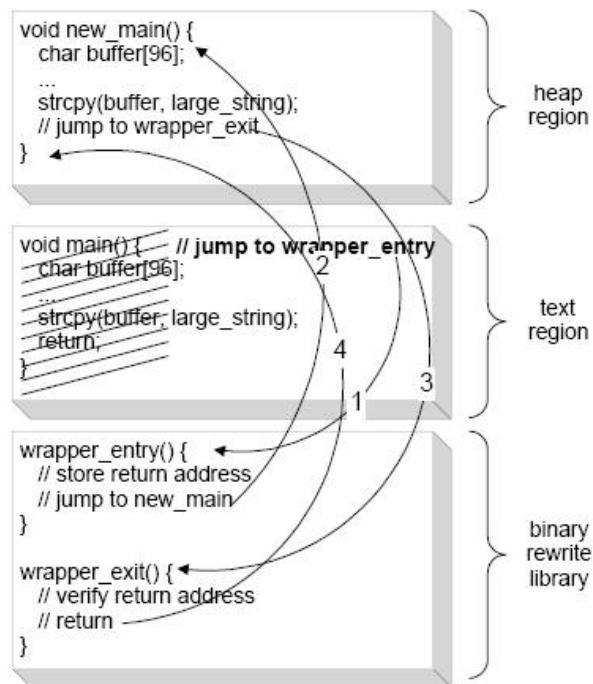 void new_main() {
char buffer[96];
...
strcpy(buffer, large_string);
// jump to wrapper_exit
}
heap
region
void main() { // jump to wrapper_entry
char buffer[96];
...
strcpy(buffer, large_string);
return;
}
2
4
1
3
text
region
wrapper_entry() {
// store return address
// jump to new_main
}
wrapper_exit() {
// verify return address
// return
}
binary
rewrite
library